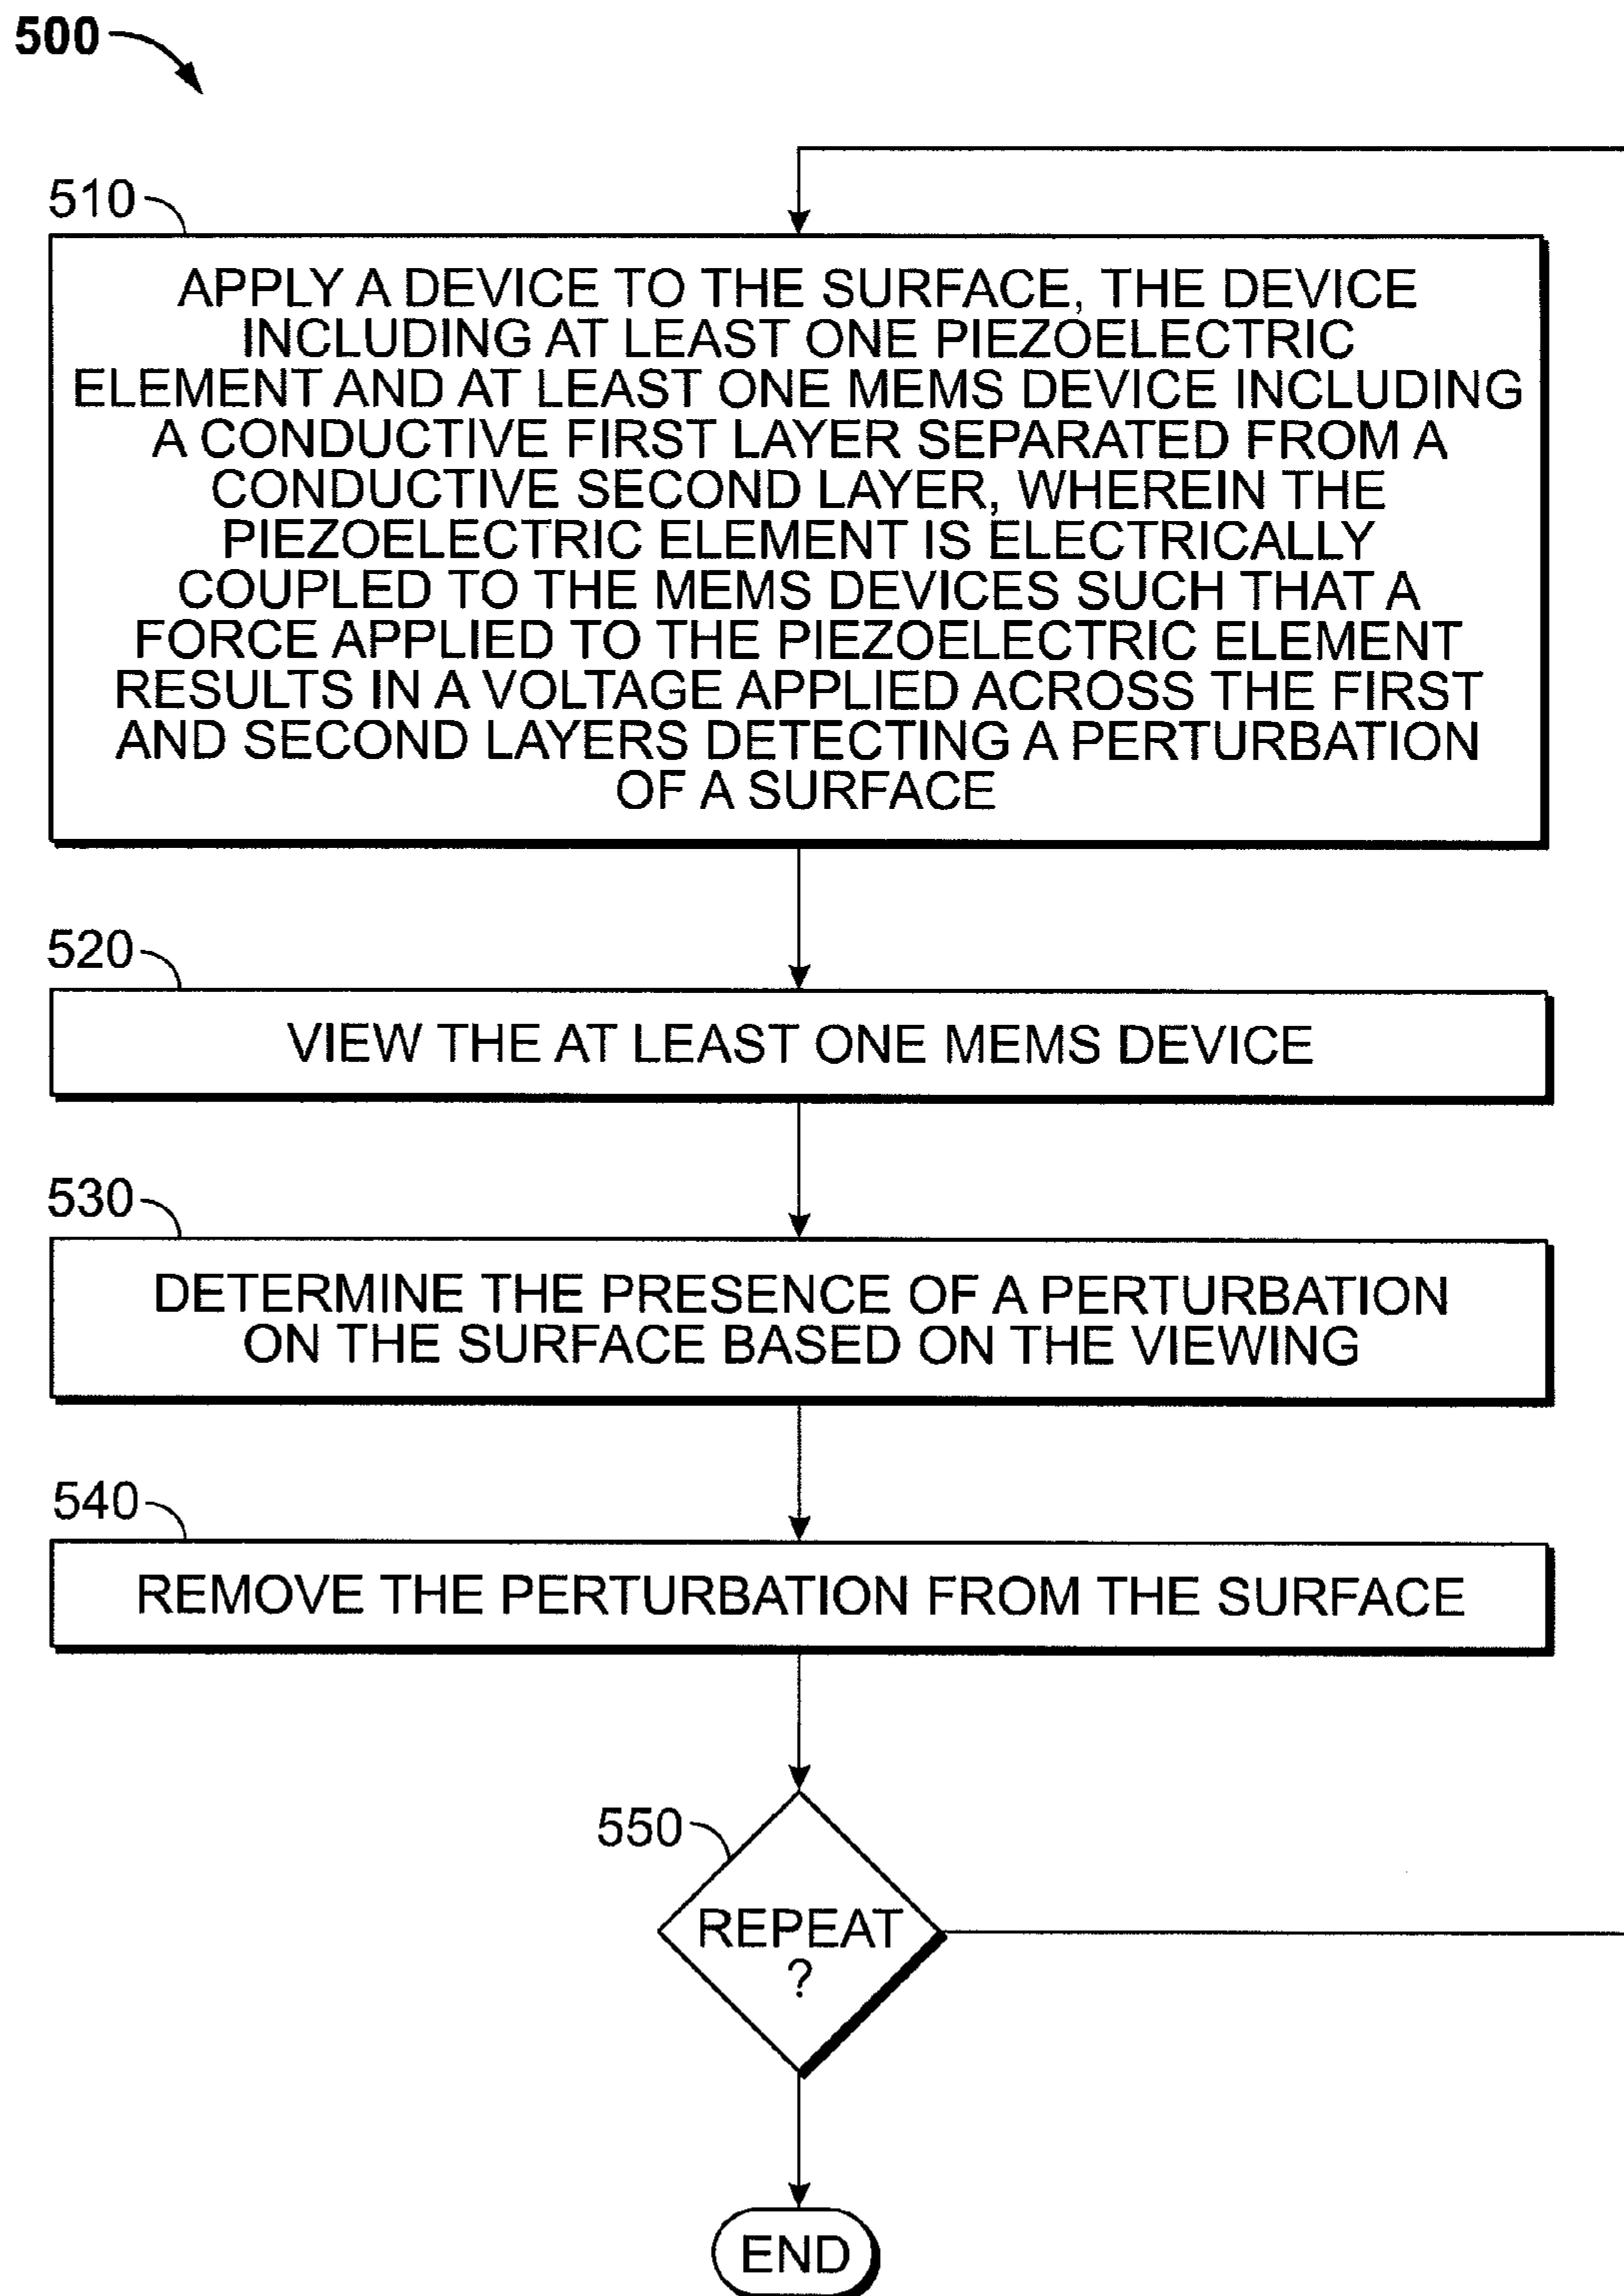 500
510
APPLY A DEVICE TO THE SURFACE, THE DEVICE
INCLUDING AT LEAST ONE PIEZOELECTRIC
ELEMENT AND AT LEAST ONE MEMS DEVICE INCLUDING
A CONDUCTIVE FIRST LAYER SEPARATED FROM A
CONDUCTIVE SECOND LAYER, WHEREIN THE
PIEZOELECTRIC ELEMENT IS ELECTRICALLY
COUPLED TO THE MEMS DEVICES SUCH THAT A
FORCE APPLIED TO THE PIEZOELECTRIC ELEMENT
RESULTS IN A VOLTAGE APPLIED ACROSS THE FIRST
AND SECOND LAYERS DETECTING A PERTURBATION
OF A SURFACE
520
VIEW THE AT LEAST ONE MEMS DEVICE
530
DETERMINE THE PRESENCE OF A PERTURBATION
ON THE SURFACE BASED ON THE VIEWING
540
REMOVE THE PERTURBATION FROM THE SURFACE
550
REPEAT
?
END